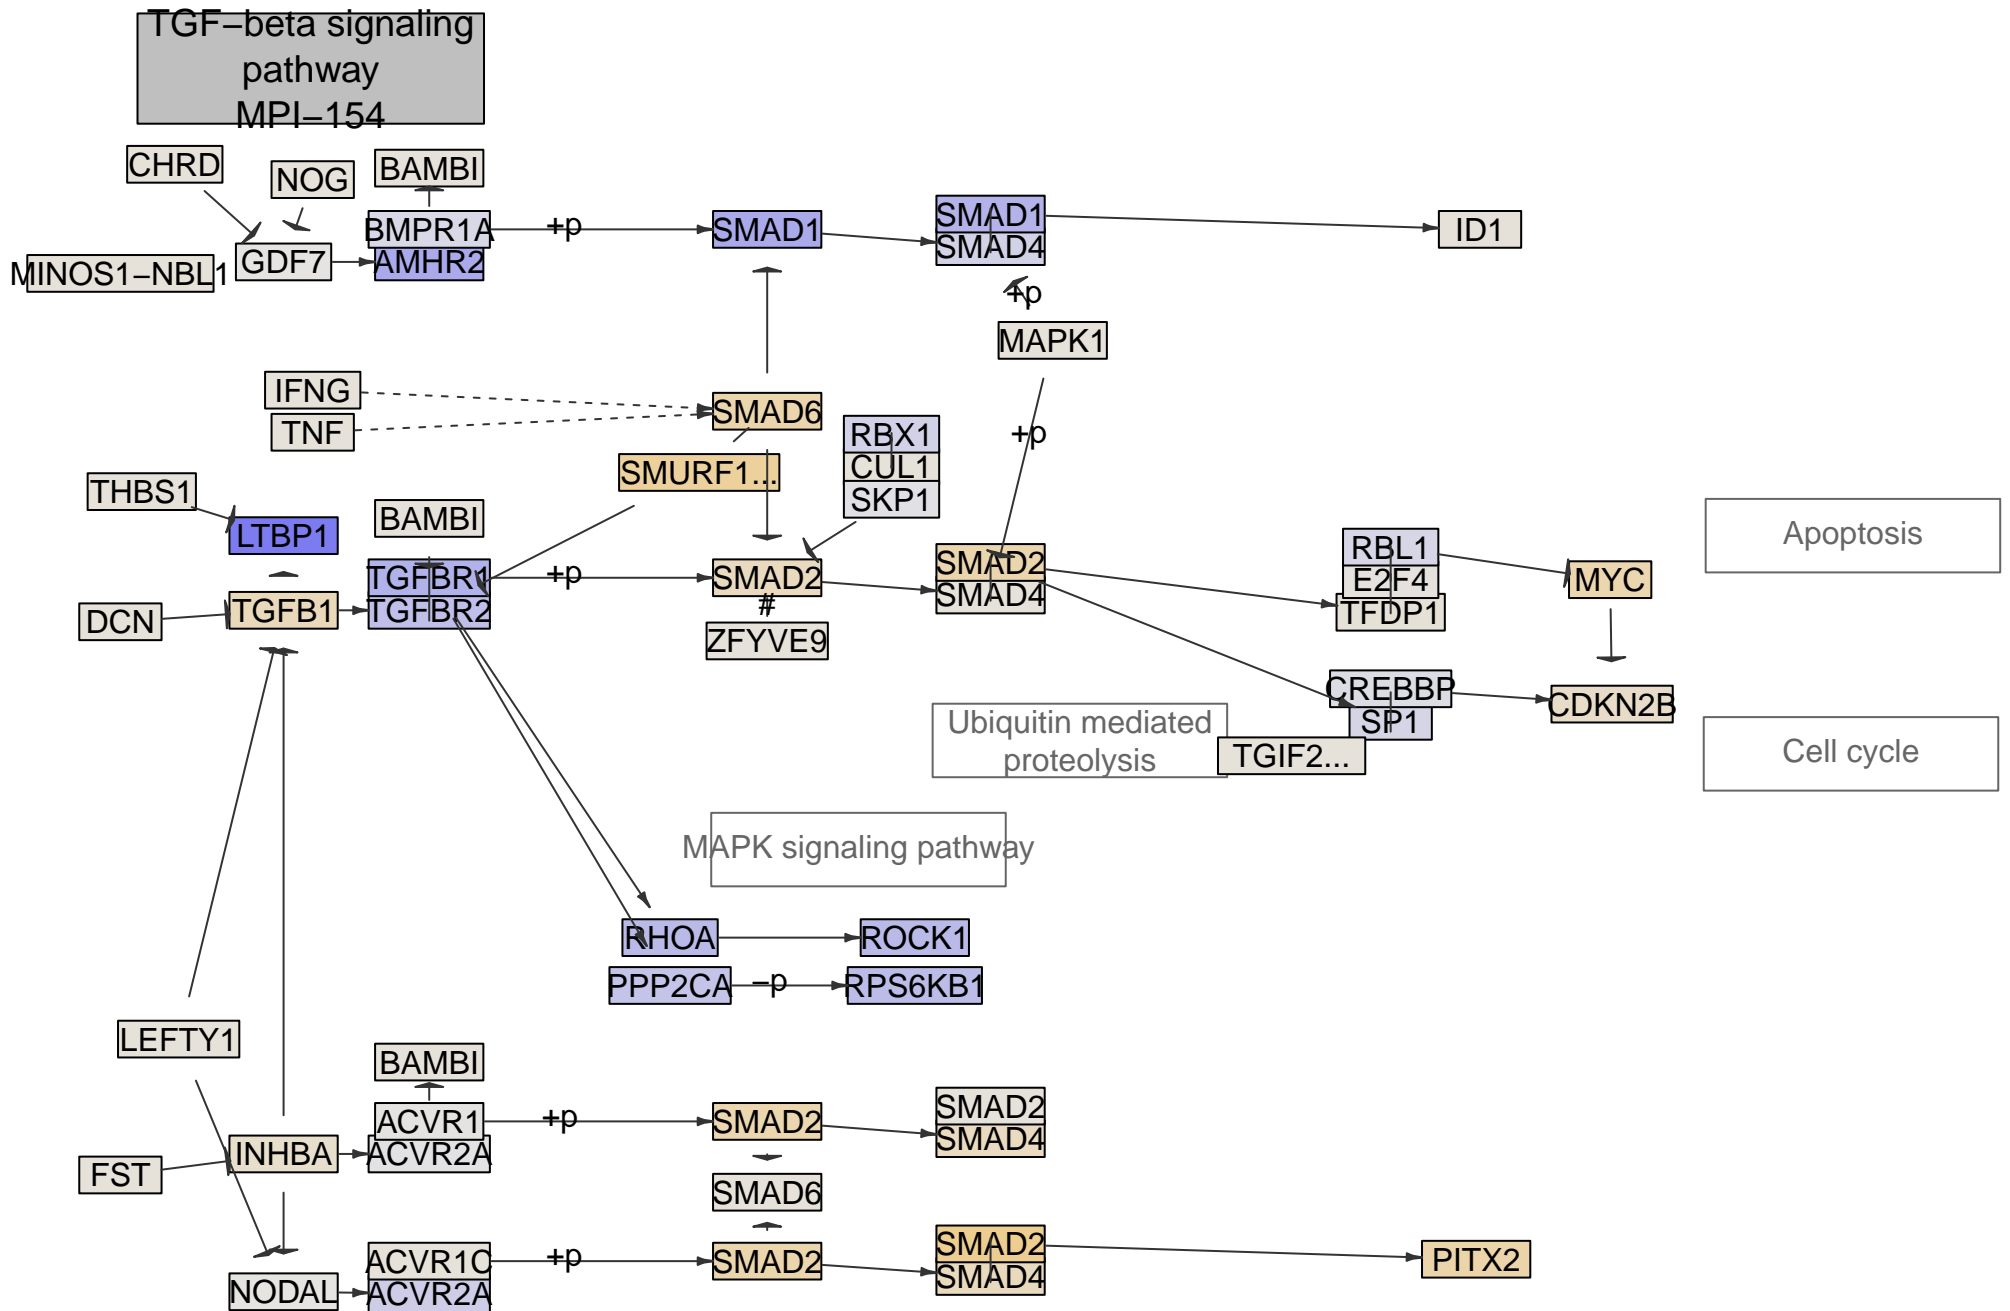 TGF−beta signaling
pathway
MPI−154
CHRD
NOG
BAMBI
BMPR1A
+p
SMAD1
SMAD1
SMAD4
ID1
MINOS1−NBL1
GDF7
AMHR2
+p
MAPK1
IFNG
TNF
SMAD6
RBX1
CUL1
SKP1
+p
SMURF1...
THBS1
LTBP1
BAMBI
TGFBR1
TGFBR2
+p
SMAD2
#
ZFYVE9
SMAD2
SMAD4
RBL1
E2F4
TFDP1
MYC
Apoptosis
DCN
TGFB1
CREBBP
SP1
CDKN2B
Ubiquitin mediated
proteolysis
TGIF2...
Cell cycle
MAPK signaling pathway
RHOA
ROCK1
PPP2CA
−p
RPS6KB1
LEFTY1
BAMBI
ACVR1
ACVR2A
+p
SMAD2
SMAD2
SMAD4
INHBA
FST
SMAD6
ACVR1C
ACVR2A
+p
SMAD2
SMAD2
SMAD4
PITX2
NODAL